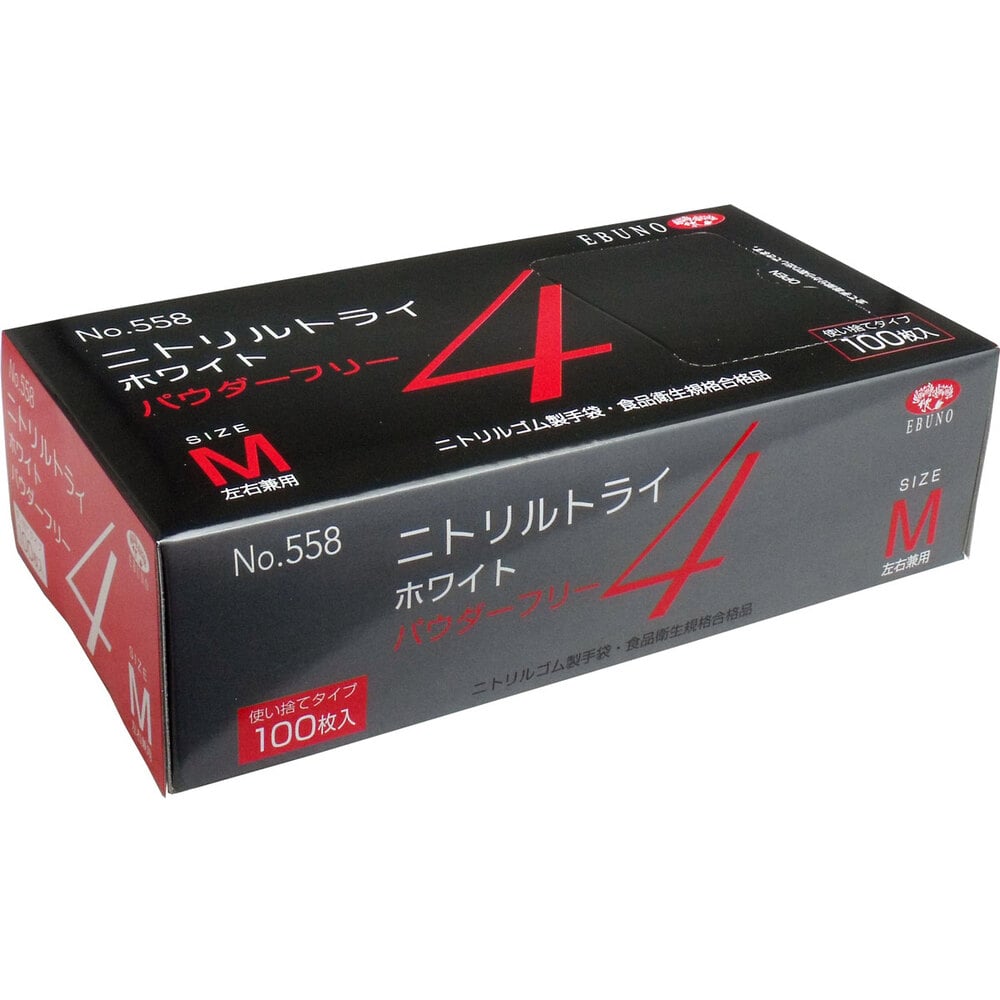 EBUNO
No.558
ニトリルトライ
ホワイト
パウダーフリー
4
SIZE
M
左右兼用
ニトリルゴム製手袋・食品衛生規格合格品
OPEN
使い捨てタイプ
100枚入
No.558
ニトリルトライ
ホワイト
パウダーフリー
4
EBUNO
SIZE
M
左右兼用
No.558
ニトリルトライ
ホワイト
パウダーフリー
4
ニトリルゴム製手袋・食品衛生規格合格品
使い捨てタイプ
100枚入
EBUNO
SIZE
M
左右兼用